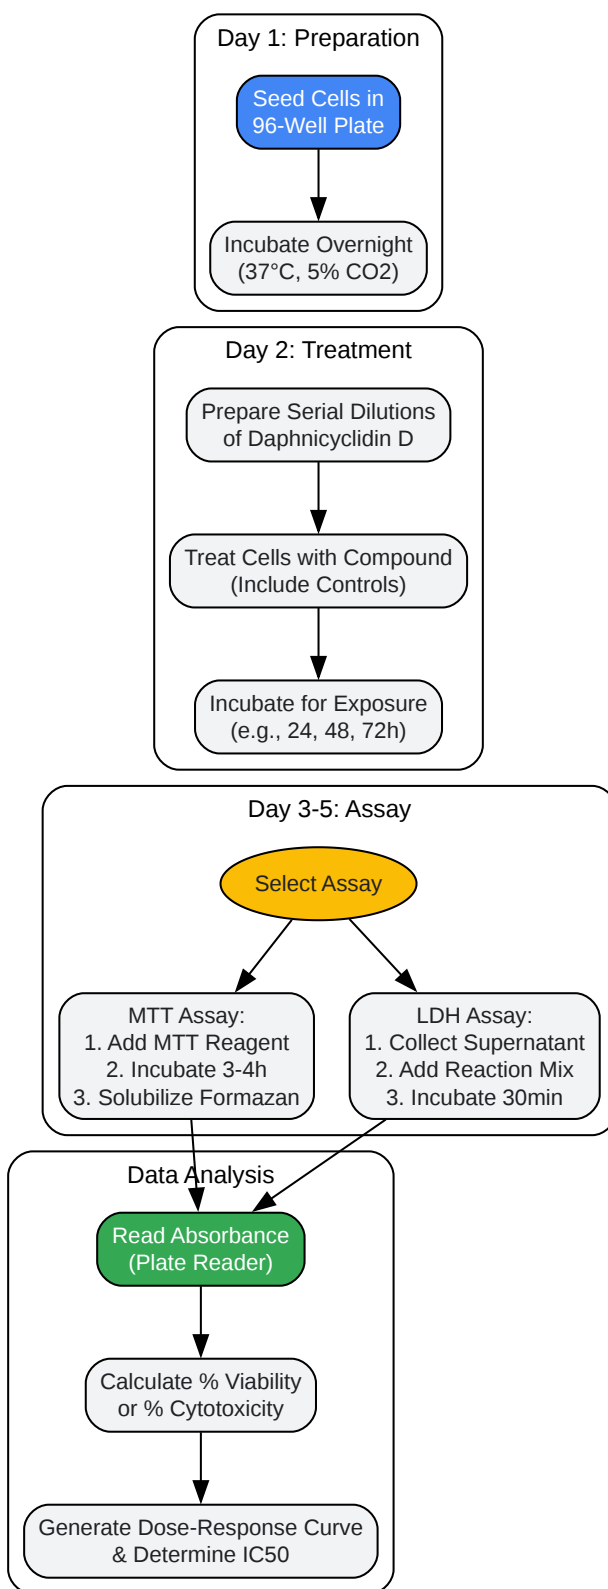 Day 1: Preparation
Seed Cells in
96-Well Plate
Incubate Overnight
(37°C, 5% CO2)
Day 2: Treatment
Prepare Serial Dilutions
of Daphnicyclidin D
Treat Cells with Compound
(Include Controls)
Incubate for Exposure
(e.g., 24, 48, 72h)
Day 3-5: Assay
Select Assay
MTT Assay:
1. Add MTT Reagent
2. Incubate 3-4h
3. Solubilize Formazan
LDH Assay:
1. Collect Supernatant
2. Add Reaction Mix
3. Incubate 30min
Data Analysis
Read Absorbance
(Plate Reader)
Calculate % Viability
or % Cytotoxicity
Generate Dose-Response Curve
& Determine IC50